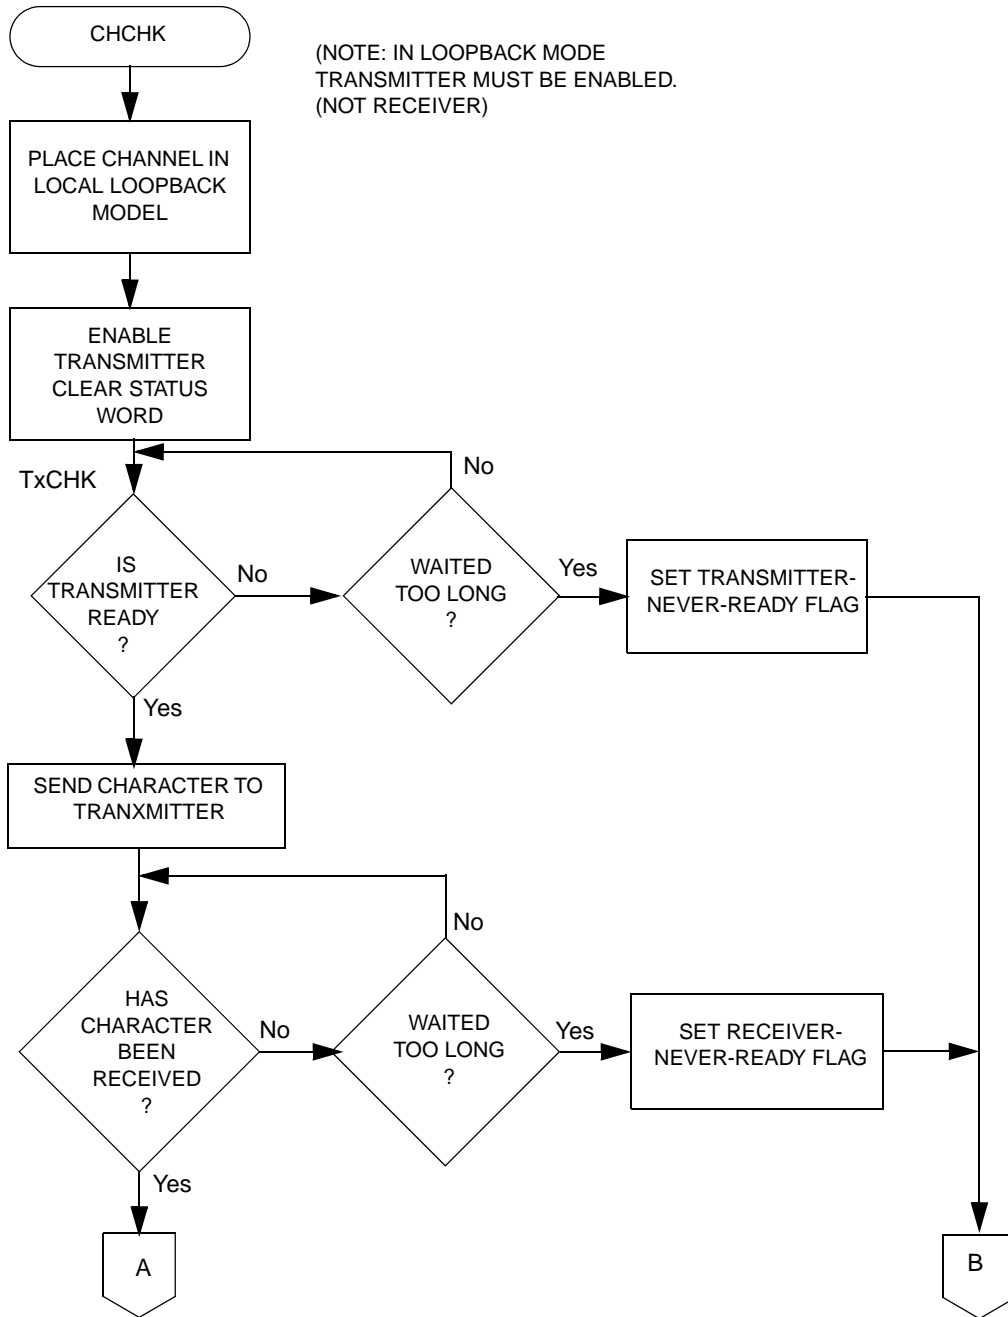 CHCHK
(NOTE: IN LOOPBACK MODE
TRANSMITTER MUST BE ENABLED.
(NOT RECEIVER)
PLACE CHANNEL IN
LOCAL LOOPBACK
MODEL
ENABLE
TRANSMITTER
CLEAR STATUS
WORD
TxCHK
No
IS
TRANSMITTER
READY
?
No
WAITED
TOO LONG
?
Yes
SET TRANSMITTER-
NEVER-READY FLAG
Yes
SEND CHARACTER TO
TRANXMITTER
No
HAS
CHARACTER
BEEN
RECEIVED
?
No
WAITED
TOO LONG
?
Yes
SET RECEIVER-
NEVER-READY FLAG
Yes
A
B